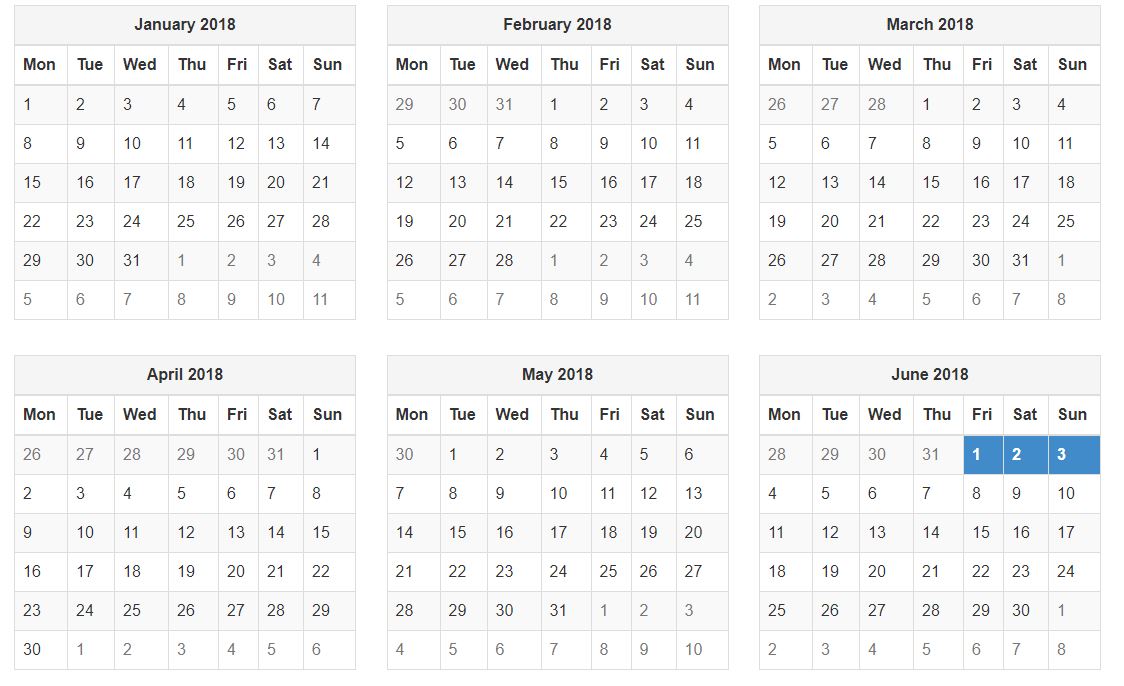 January 2018
Mon Tue Wed Thu Fri Sat Sun
1 2 3 4 5 6 7
8 9 10 11 12 13 14
15 16 17 18 19 20 21
22 23 24 25 26 27 28
29 30 31 1 2 3 4
5 6 7 8 9 10 11
February 2018
Mon Tue Wed Thu Fri Sat Sun
29 30 31 1 2 3 4
5 6 7 8 9 10 11
12 13 14 15 16 17 18
19 20 21 22 23 24 25
26 27 28 1 2 3 4
5 6 7 8 9 10 11
March 2018
Mon Tue Wed Thu Fri Sat Sun
26 27 28 1 2 3 4
5 6 7 8 9 10 11
12 13 14 15 16 17 18
19 20 21 22 23 24 25
26 27 28 29 30 31 1
2 3 4 5 6 7 8
April 2018
Mon Tue Wed Thu Fri Sat Sun
26 27 28 29 30 31 1
2 3 4 5 6 7 8
9 10 11 12 13 14 15
16 17 18 19 20 21 22
23 24 25 26 27 28 29
30 1 2 3 4 5 6
May 2018
Mon Tue Wed Thu Fri Sat Sun
30 1 2 3 4 5 6
7 8 9 10 11 12 13
14 15 16 17 18 19 20
21 22 23 24 25 26 27
28 29 30 31 1 2 3
4 5 6 7 8 9 10
June 2018
Mon Tue Wed Thu Fri Sat Sun
28 29 30 31 1 2 3
4 5 6 7 8 9 10
11 12 13 14 15 16 17
18 19 20 21 22 23 24
25 26 27 28 29 30 1
2 3 4 5 6 7 8